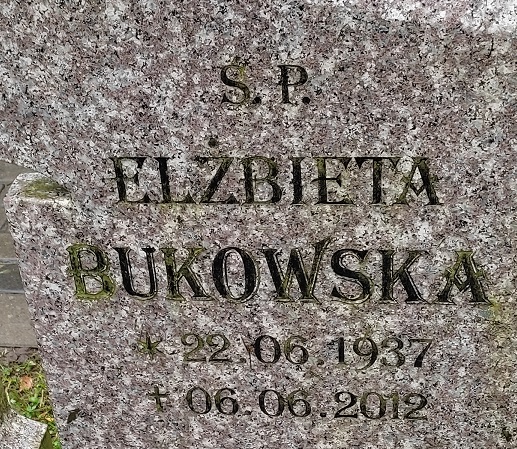 Ś. P.
ELŻBIETA
BUKOWSKA
* 22 06. 1937
† 06.06.2012